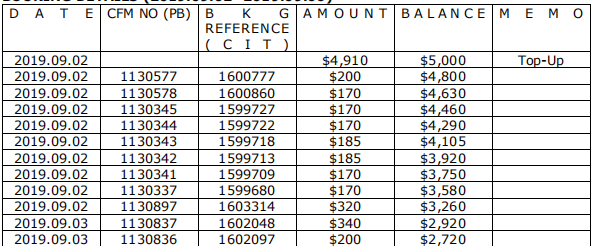 D A T E CFM NO (PB) B K G A M O U N T B A L A N C E M E M O
REFERENCE
( C I T )
2019.09.02 $4,910 $5,000 Top-Up
2019.09.02 1130577 1600777 $200 $4,800
2019.09.02 1130578 1600860 $170 $4,630
2019.09.02 1130345 1599727 $170 $4,460
2019.09.02 1130344 1599722 $170 $4,290
2019.09.02 1130343 1599718 $185 $4,105
2019.09.02 1130342 1599713 $185 $3,920
2019.09.02 1130341 1599709 $170 $3,750
2019.09.02 1130337 1599680 $170 $3,580
2019.09.02 1130897 1603314 $320 $3,260
2019.09.03 1130837 1602048 $340 $2,920
2019.09.03 1130836 1602097 $200 $2,720